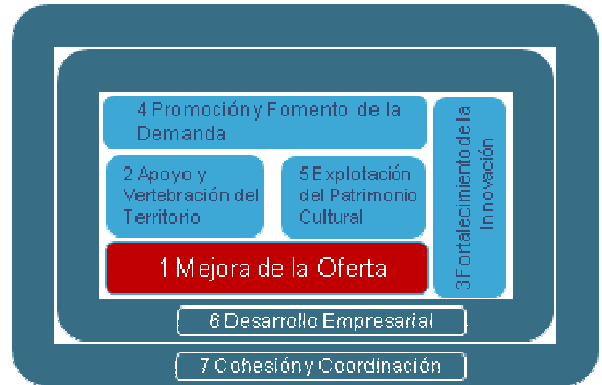 4 Promoción y Fomento de la
Demanda
2 Apoyo y
Vertebración del
Territorio
5 Explotación
del Patrimonio
Cultural
3 Fortalecimiento de la
Innovación
1 Mejora de la Oferta
6 Desarrollo Empresarial
7 Cohesión y Coordinación